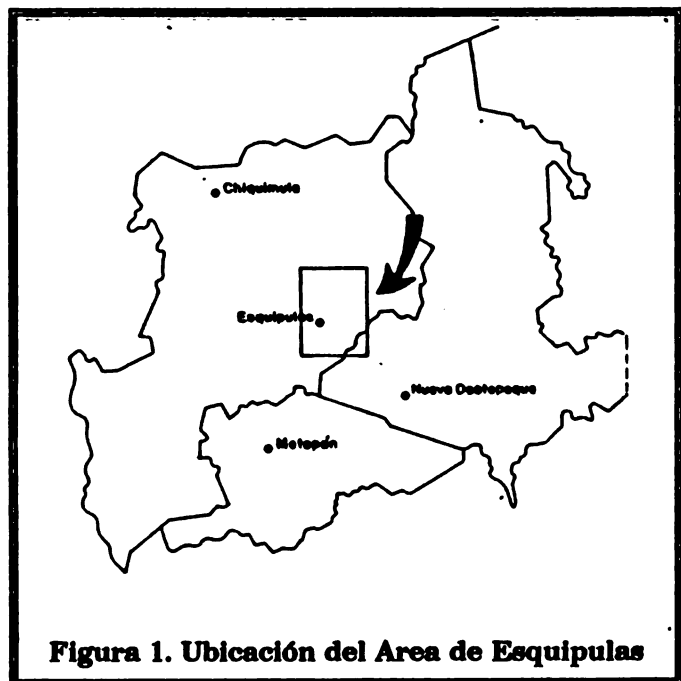 Chiquimula
Esquipulas
Nueva Ocotepeque
Metapán
Figura 1. Ubicación del Area de Esquipulas